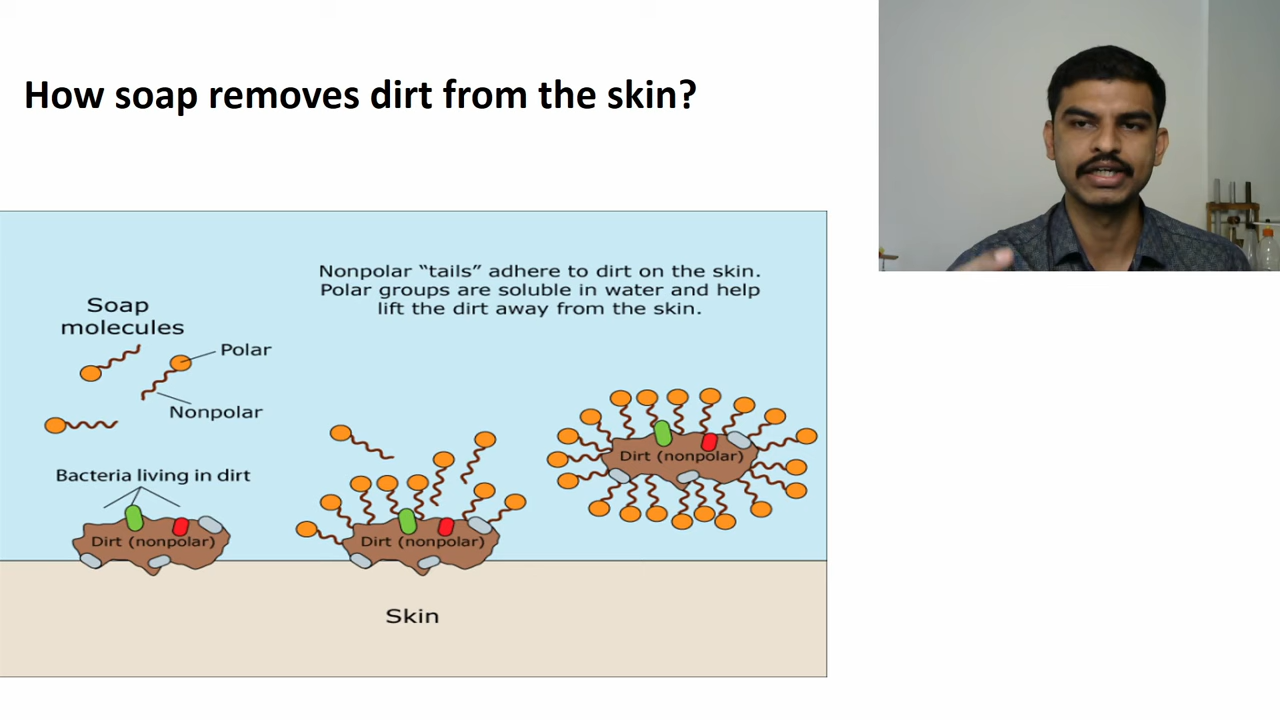 How soap removes dirt from the skin?
Nonpolar “tails” adhere to dirt on the skin.
Polar groups are soluble in water and help
lift the dirt away from the skin.
Soap
molecules
Polar
Nonpolar
Bacteria living in dirt
Dirt (nonpolar)
Dirt (nonpolar)
Dirt (nonpolar)
Skin